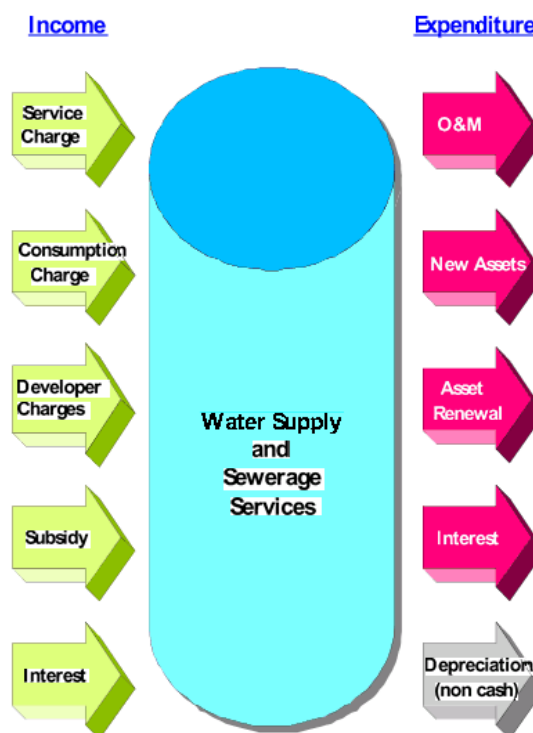 Income
Expenditure
Service
Charge
O&M
Consumption
Charge
New Assets
Developer
Charges
Water Supply
and
Sewerage
Services
Asset
Renewal
Subsidy
Interest
Interest
Depreciation
(non cash)